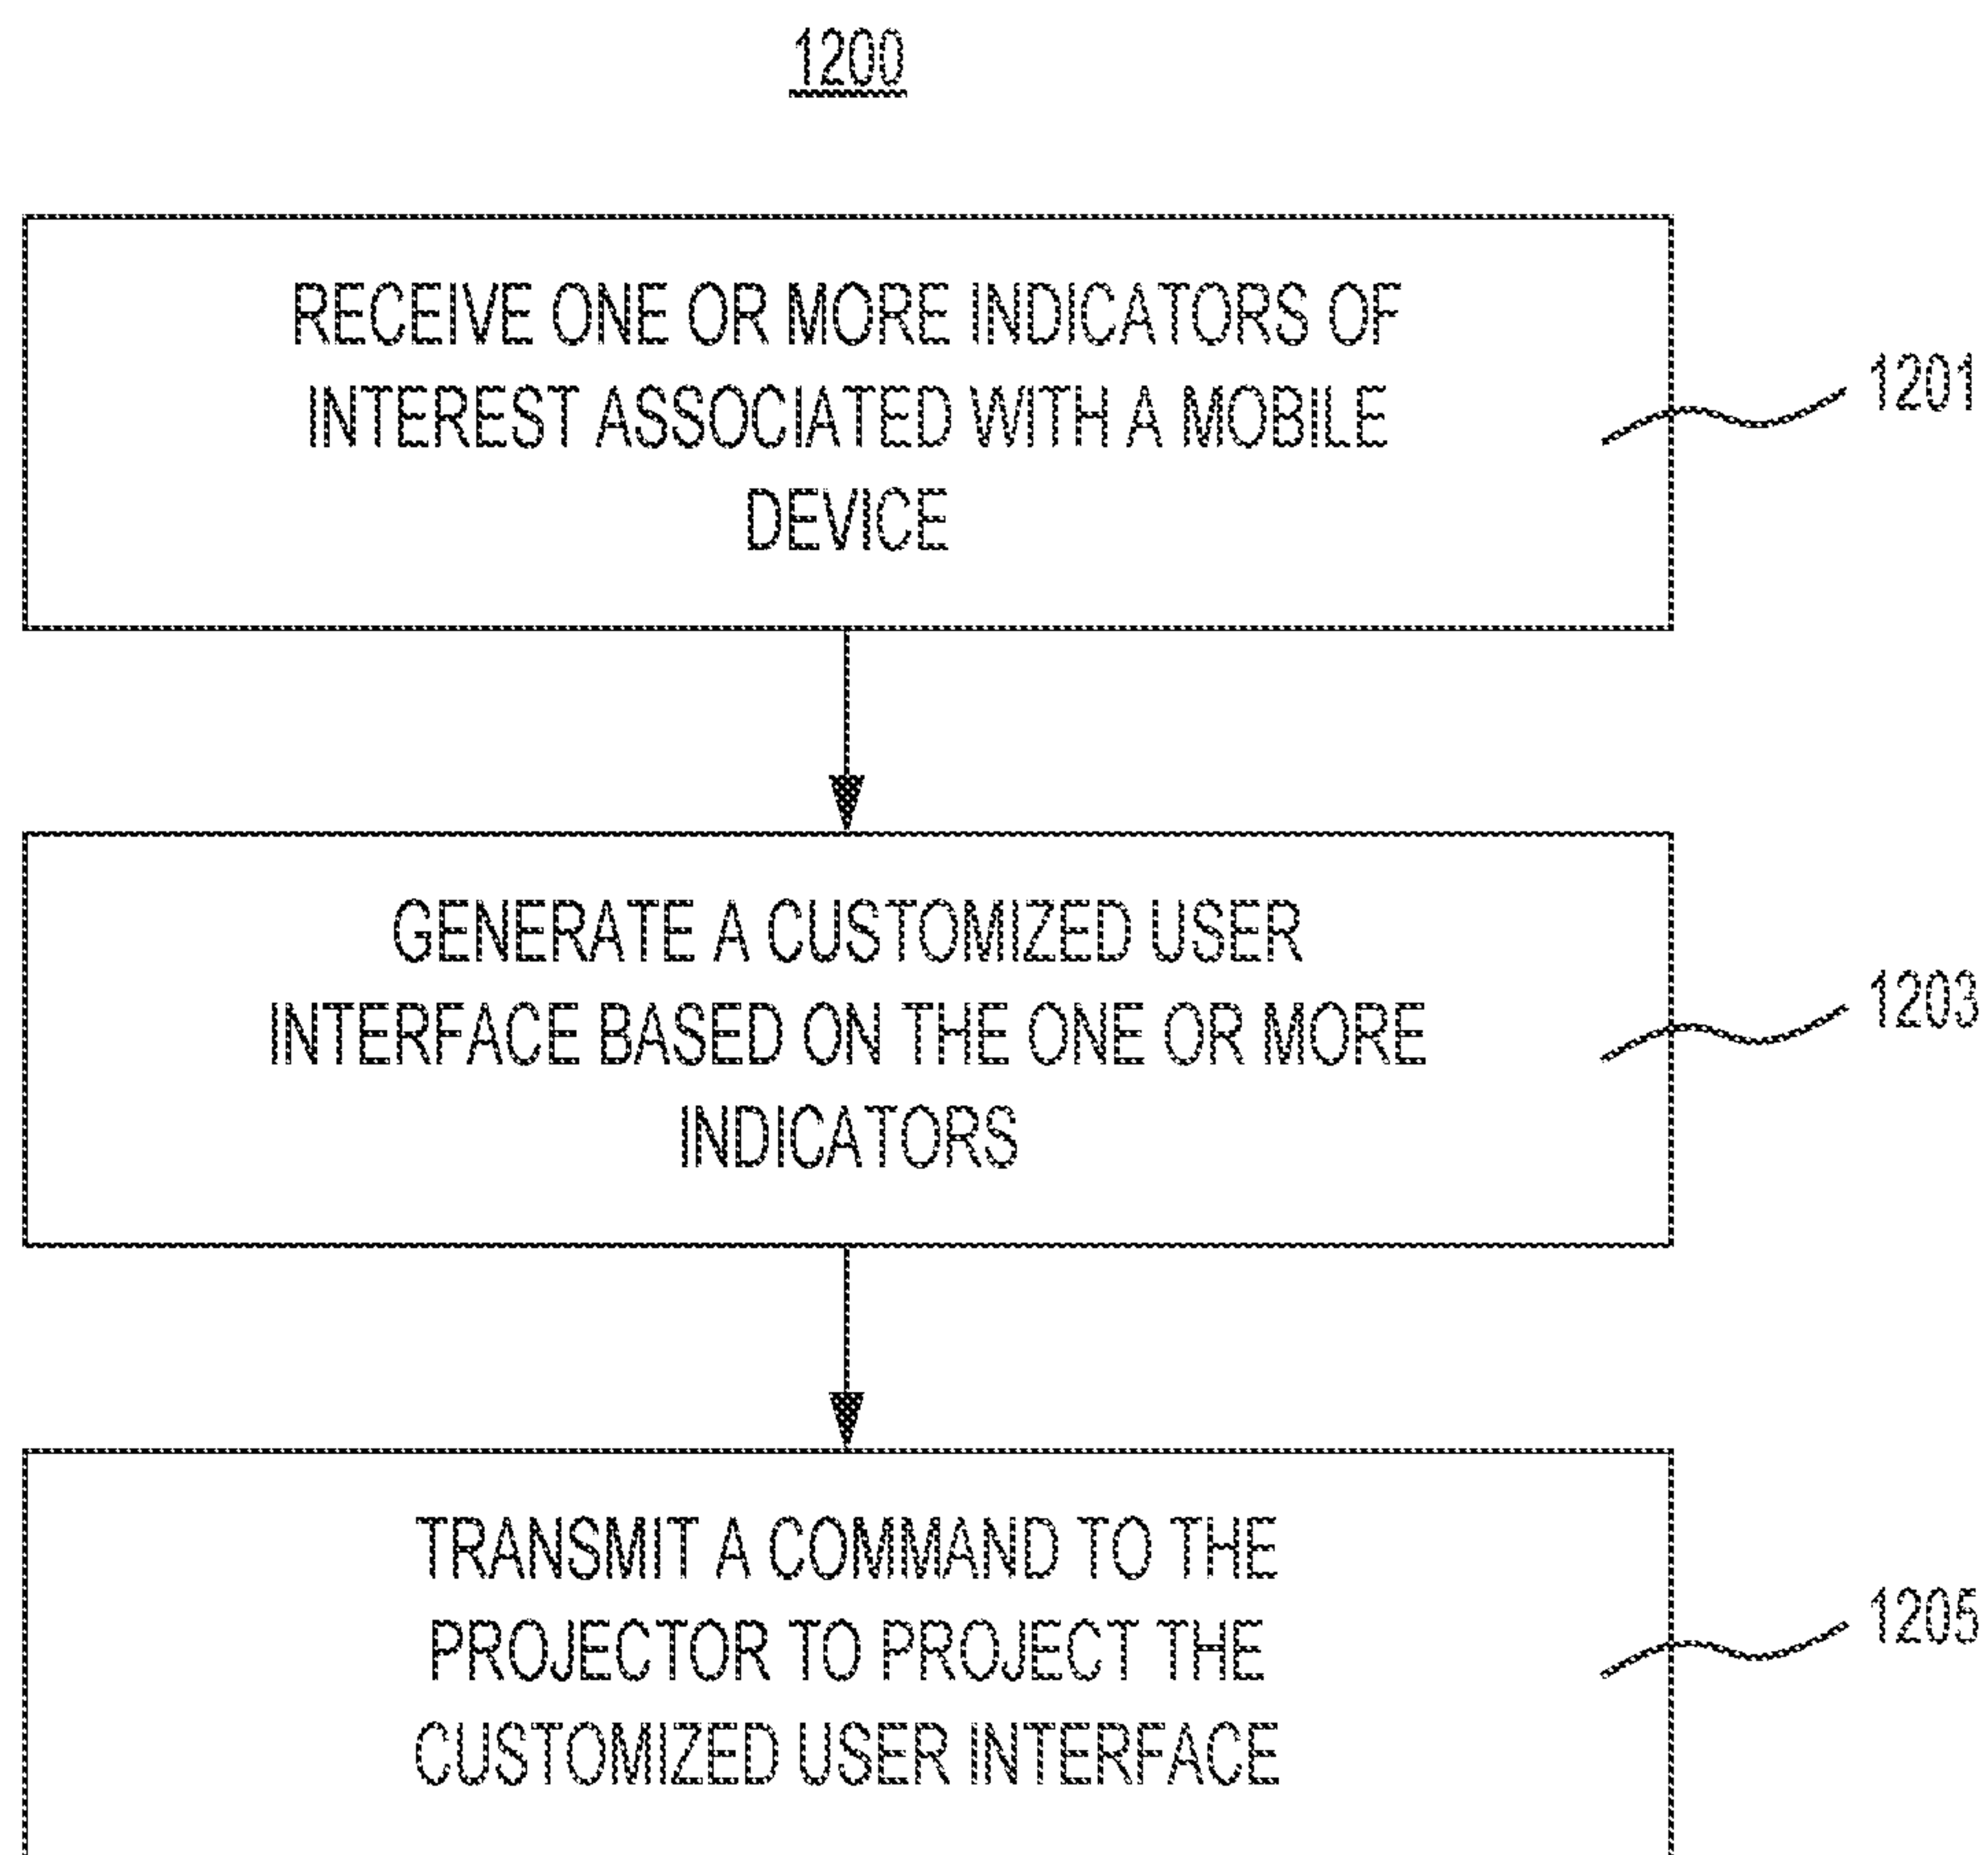 1200
RECEIVE ONE OR MORE INDICATORS OF
INTEREST ASSOCIATED WITH A MOBILE
DEVICE
1201
GENERATE A CUSTOMIZED USER
INTERFACE BASED ON THE ONE OR MORE
INDICATORS
1203
TRANSMIT A COMMAND TO THE
PROJECTOR TO PROJECT THE
CUSTOMIZED USER INTERFACE
1205